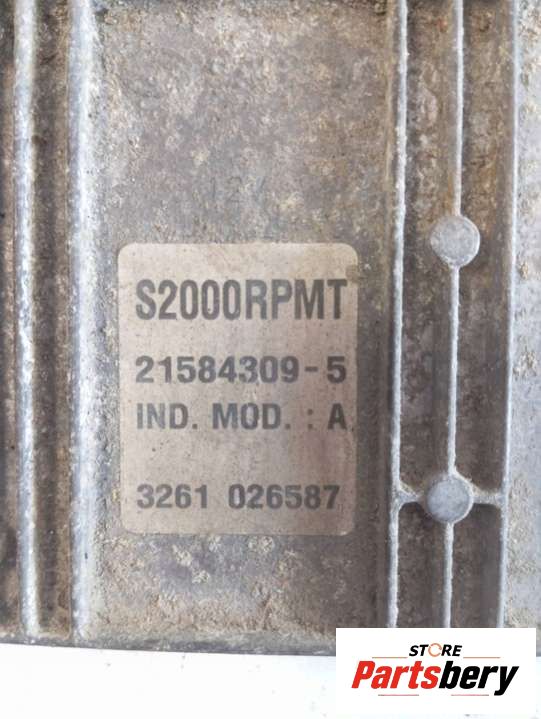 S2000RPMT
21584309-5
IND. MOD. : A
3261 026587
STORE
Partsbery